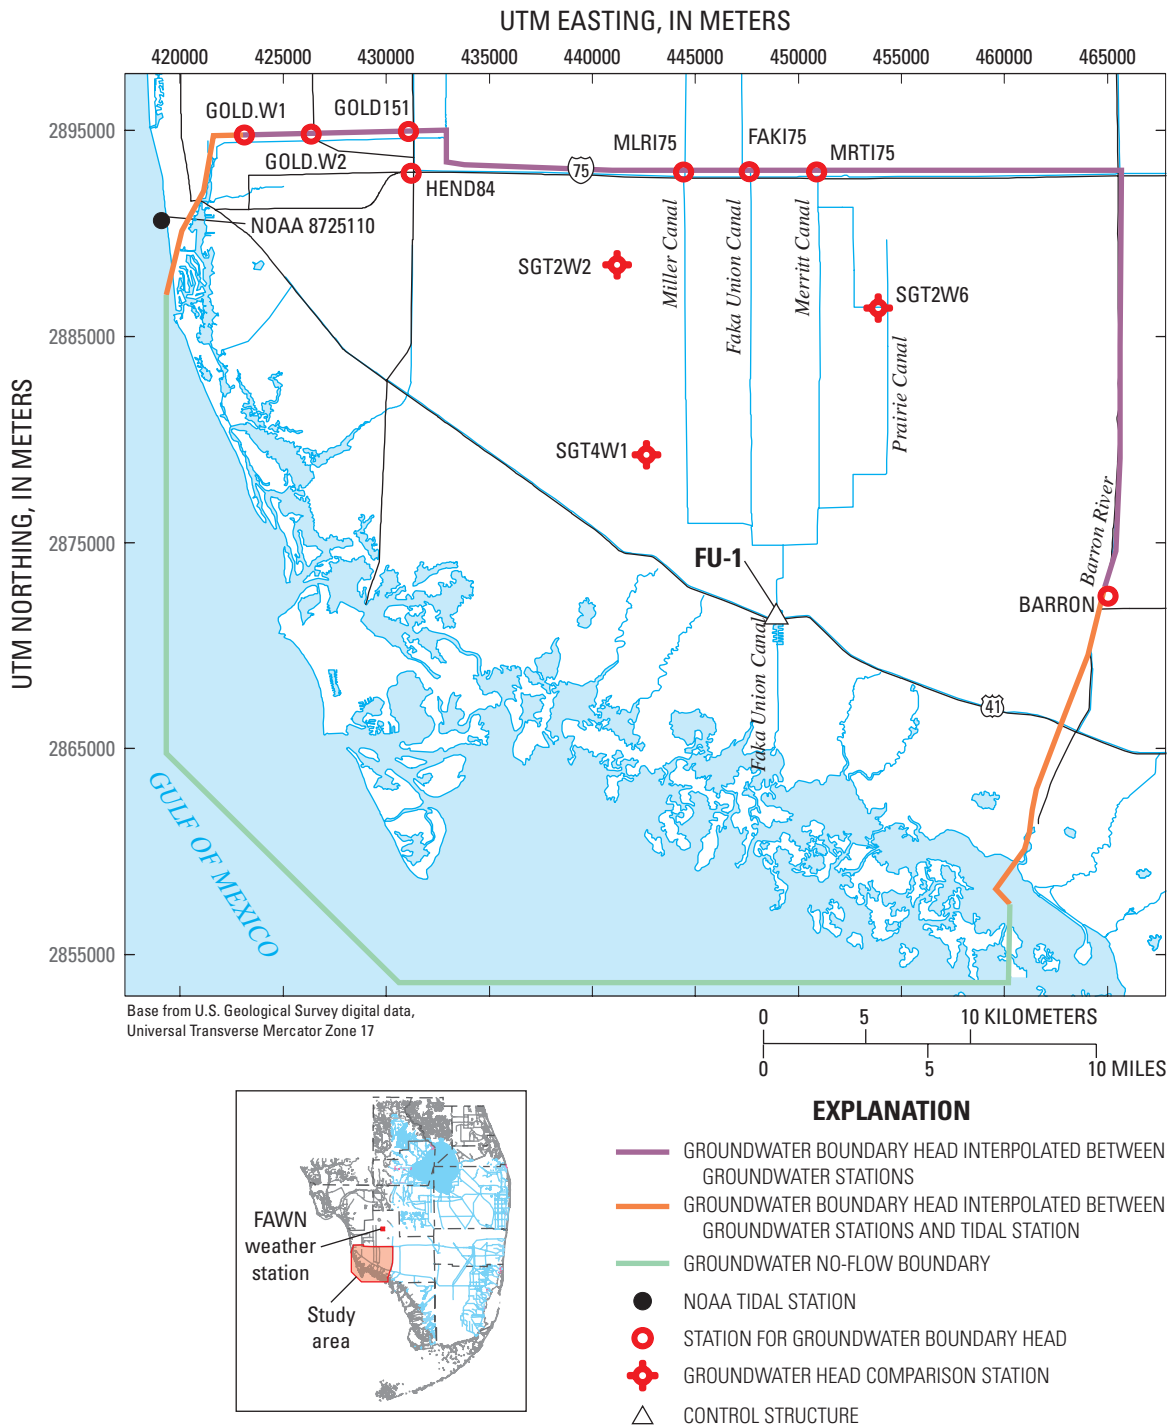 UTM EASTING, IN METERS
420000 425000 430000 435000 440000 445000 450000 455000 460000 465000
UTM NORTHING, IN METERS
2895000
2885000
2875000
2865000
2855000
GOLD.W1
GOLD151
GOLD.W2
HEND84
NOAA 8725110
75
MLRI75
FAKI75
MRTI75
SGT2W2
SGT2W6
SGT4W1
Miller Canal
Faka Union Canal
Merritt Canal
Prairie Canal
Barron River
FU-1
BARRON
Faka Union Canal
41
GULF OF MEXICO
Base from U.S. Geological Survey digital data,
Universal Transverse Mercator Zone 17
0 5 10 KILOMETERS
0 5 10 MILES
FAWN
weather
station
Study
area
EXPLANATION
GROUNDWATER BOUNDARY HEAD INTERPOLATED BETWEEN
GROUNDWATER STATIONS
GROUNDWATER BOUNDARY HEAD INTERPOLATED BETWEEN
GROUNDWATER STATIONS AND TIDAL STATION
GROUNDWATER NO-FLOW BOUNDARY
NOAA TIDAL STATION
STATION FOR GROUNDWATER BOUNDARY HEAD
GROUNDWATER HEAD COMPARISON STATION
CONTROL STRUCTURE